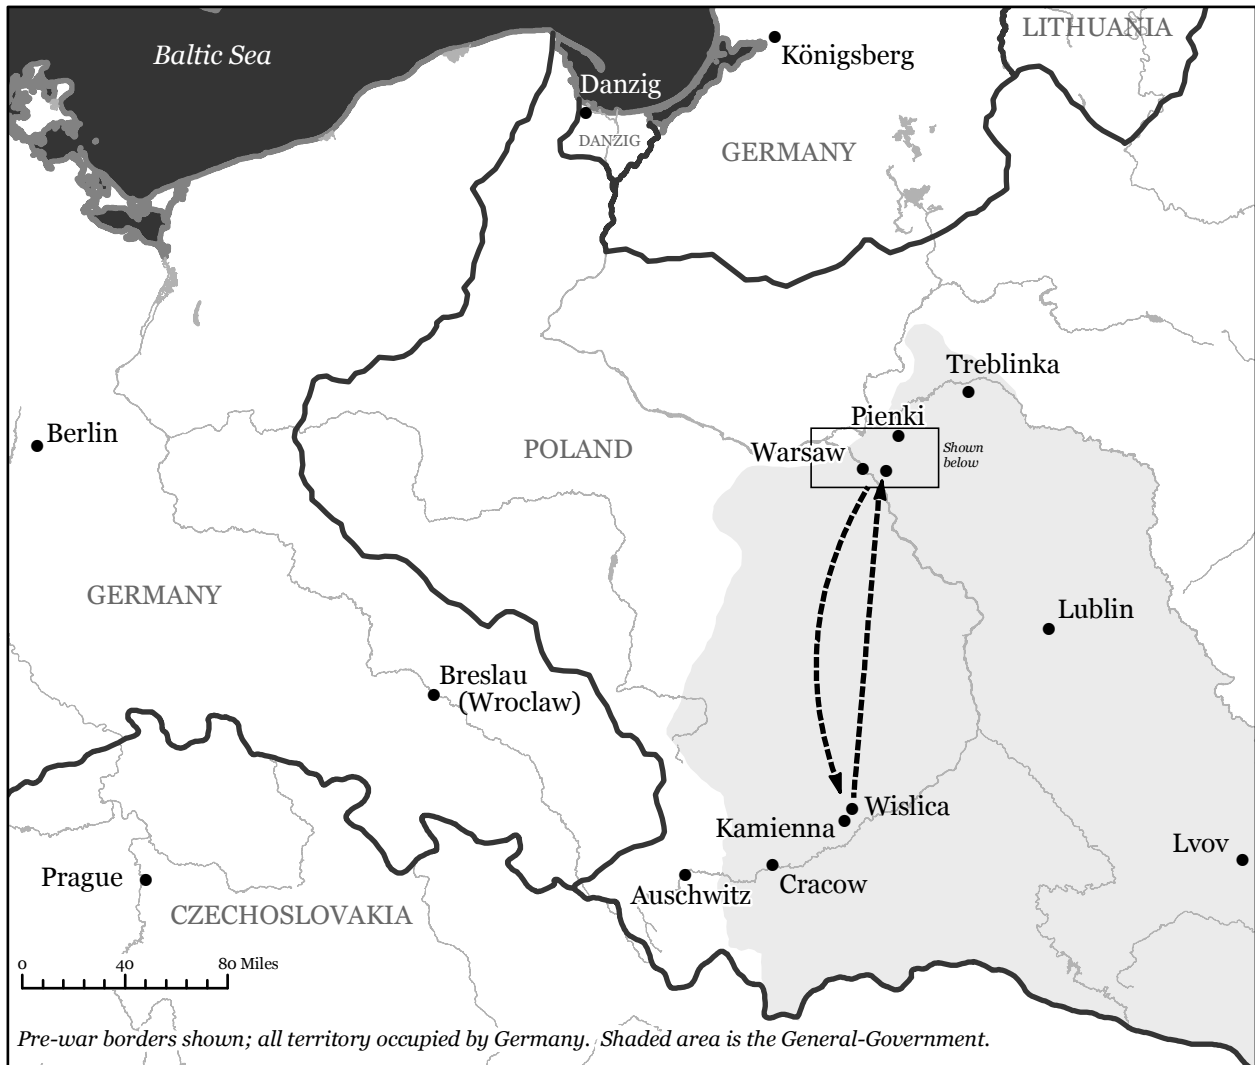 LITHUANIA
Baltic Sea
Königsberg
Danzig
DANZIG
GERMANY
Treblinka
Pienki
Berlin
POLAND
Warsaw
Shown
below
GERMANY
Lublin
Breslau
(Wroclaw)
Wislica
Kamienna
Lvov
Prague
Auschwitz
Cracow
CZECHOSLOVAKIA
0 40 80 Miles
Pre-war borders shown; all territory occupied by Germany. Shaded area is the General-Government.